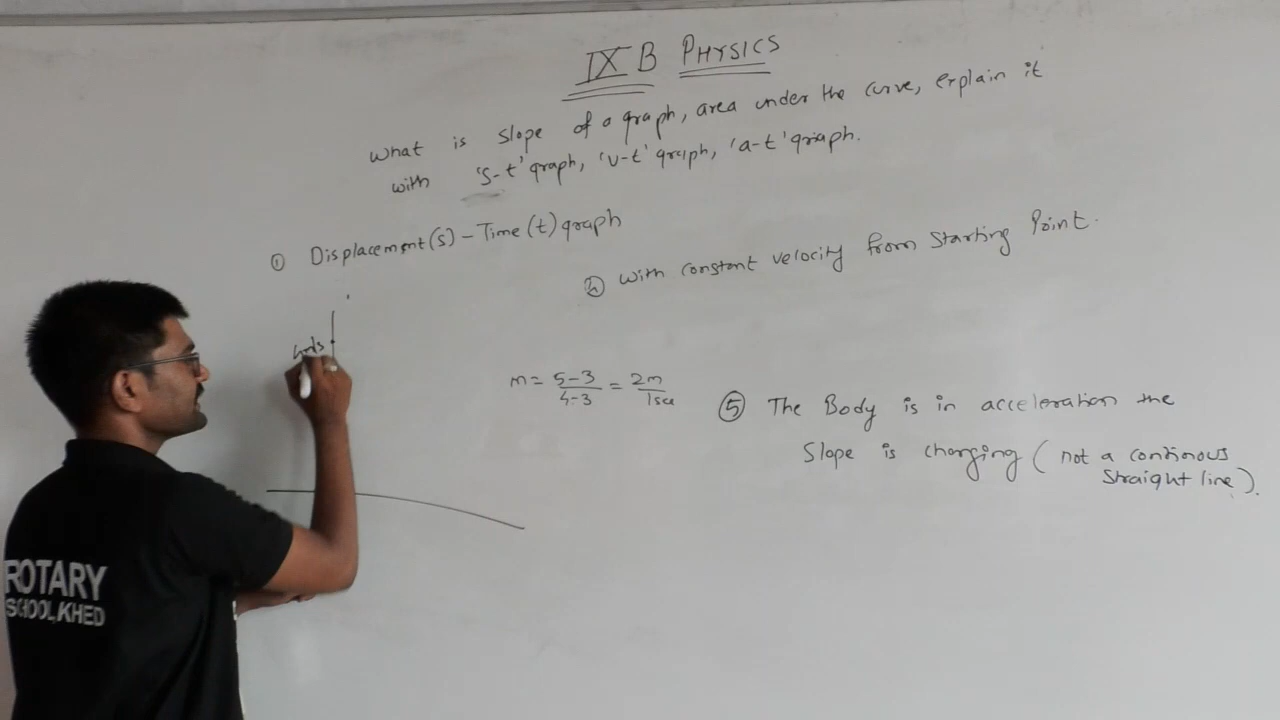 IX B PHYSICS
What is slope of a graph, area under the curve, explain it
with 's-t' graph, 'v-t' graph, 'a-t' graph.
① Displacement(s) - Time(t) graph
④ With constant velocity from starting Point.
m = 5-3 / 4-3 = 2m / 1sec
⑤ The Body is in acceleration the
Slope is changing ( not a continous
straight line).
ROTARY
SCHOOL, KHED